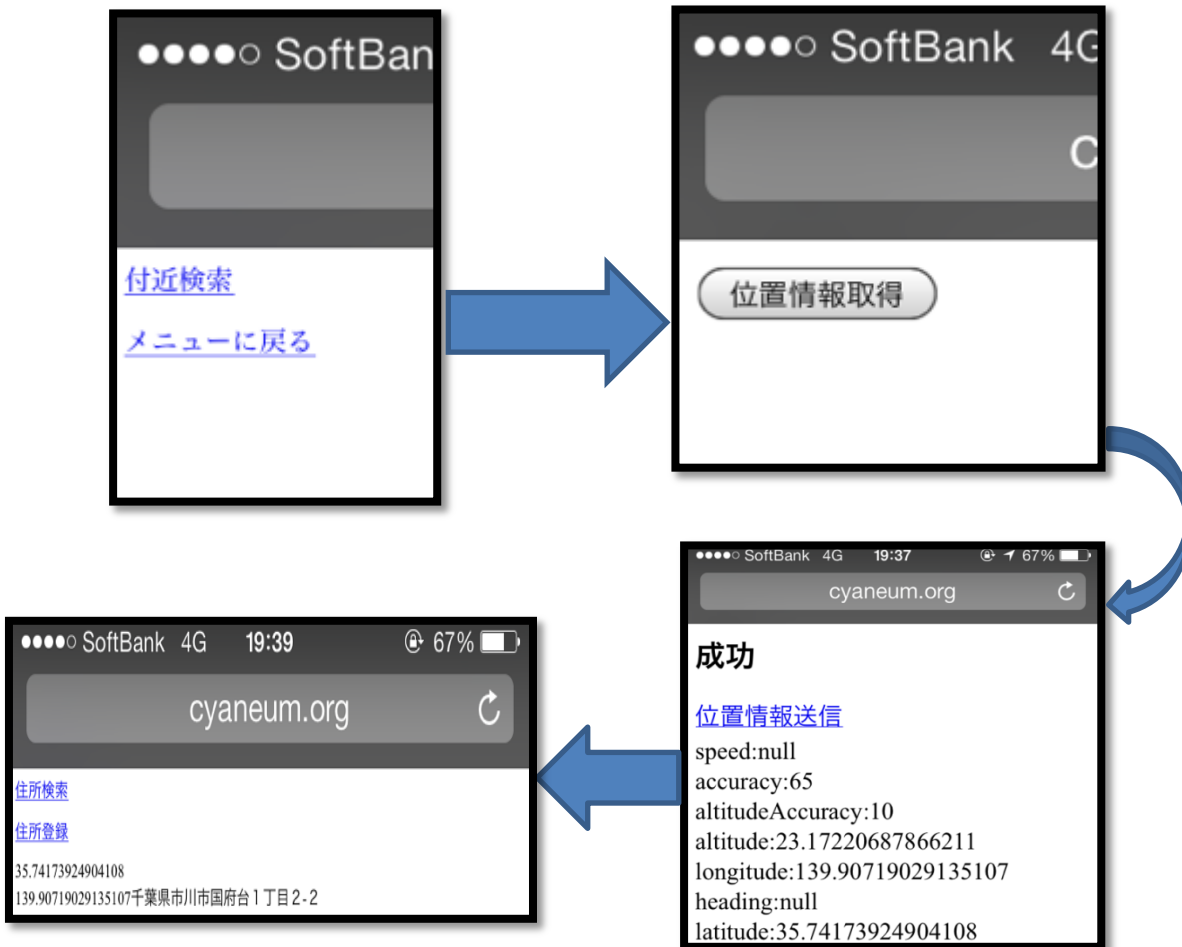 ●●●●○ SoftBan
付近検索
メニューに戻る
●●●●○ SoftBank 4G
c
位置情報取得
●●●●○ SoftBank 4G 19:37 67%
cyaneum.org
成功
位置情報送信
speed:null
accuracy:65
altitudeAccuracy:10
altitude:23.17220687866211
longitude:139.90719029135107
heading:null
latitude:35.74173924904108
●●●●○ SoftBank 4G 19:39 67%
cyaneum.org
住所検索
住所登録
35.74173924904108
139.90719029135107千葉県市川市国府台1丁目2-2